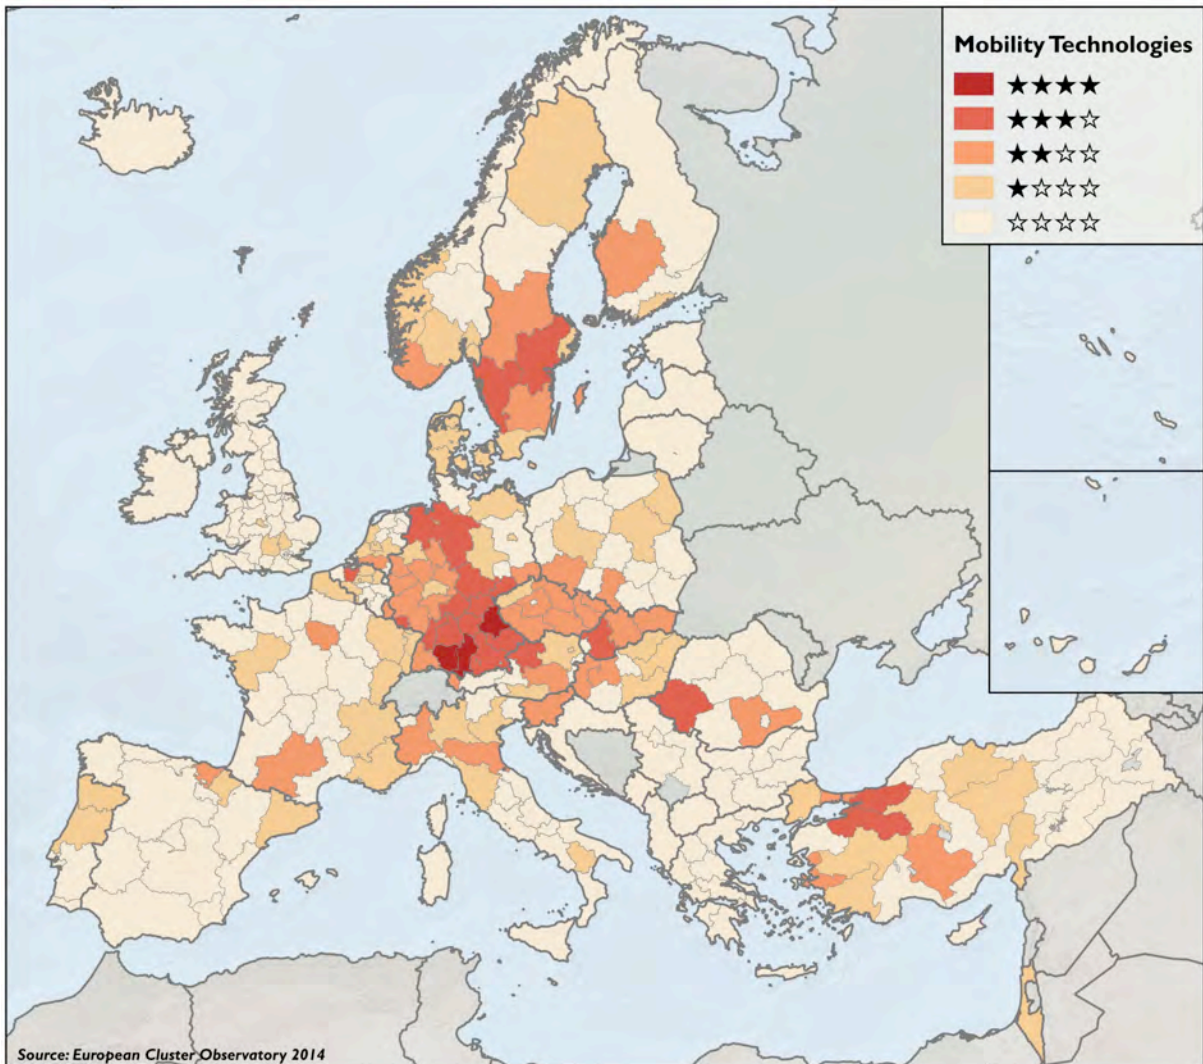 Mobility Technologies
★★★★
★★★☆
★★☆☆
★☆☆☆
☆☆☆☆
Source: European Cluster Observatory 2014